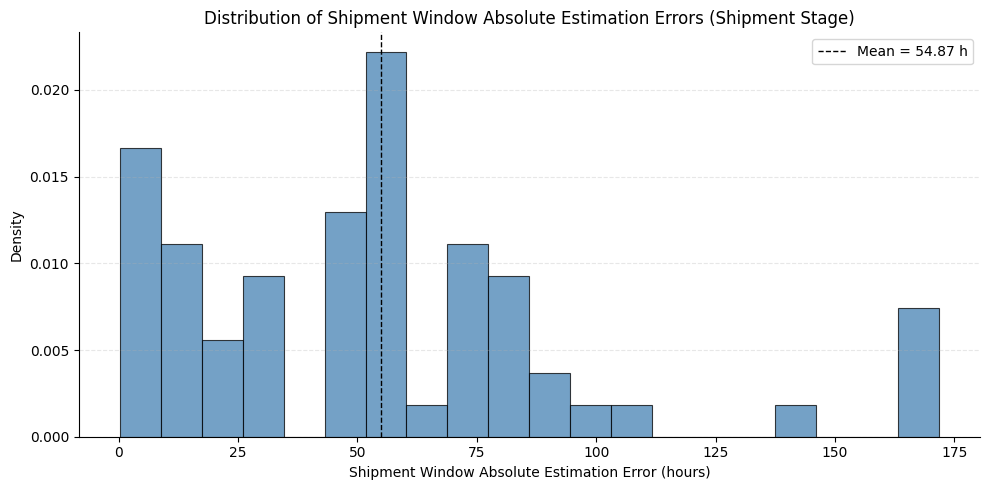 Distribution of Shipment Window Absolute Estimation Errors (Shipment Stage)
Mean = 54.87 h
Density
0.020
0.015
0.010
0.005
0.000
0 25 50 75 100 125 150 175
Shipment Window Absolute Estimation Error (hours)